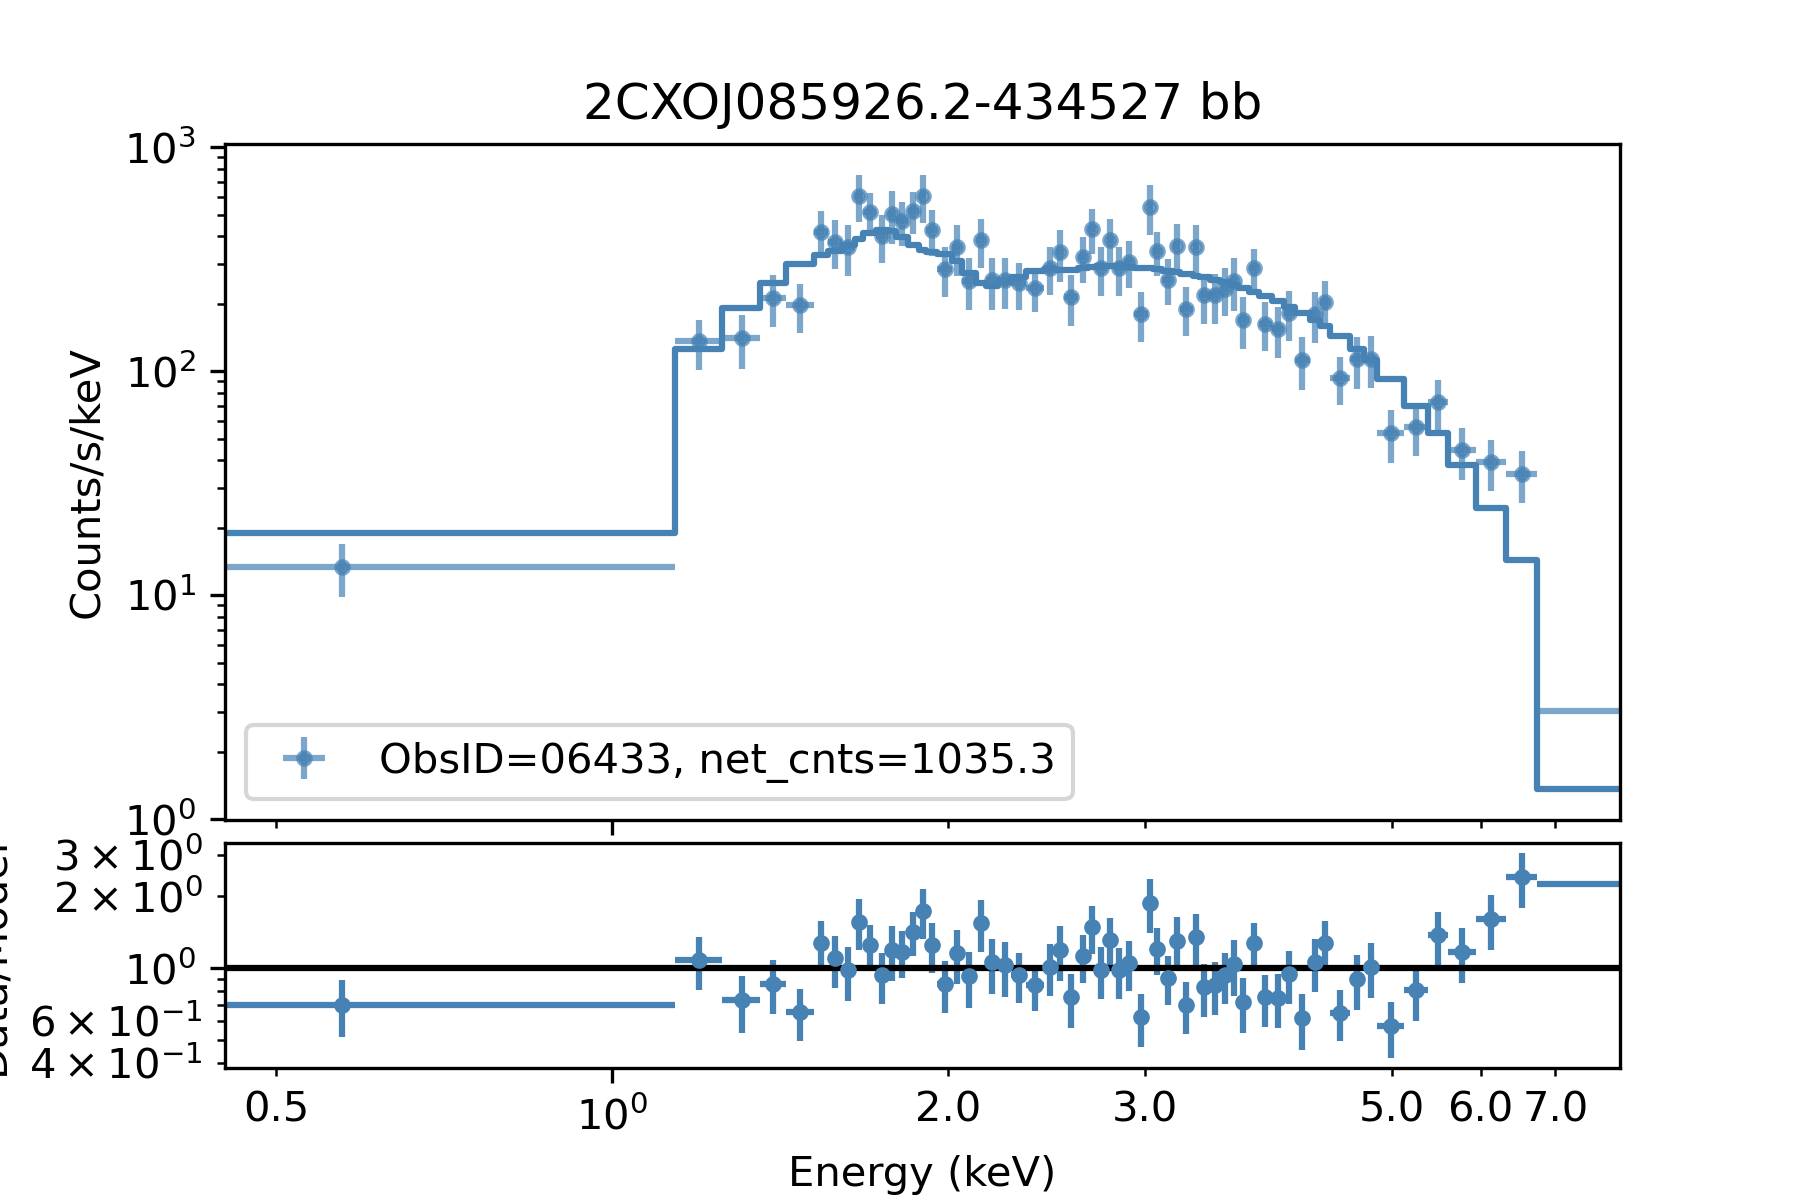 2CXOJ085926.2-434527 bb
10³
10²
10¹
10⁰
Counts/s/keV
ObsID=06433, net_cnts=1035.3
3 × 10⁰
2 × 10⁰
10⁰
6 × 10⁻¹
4 × 10⁻¹
Data/Model
0.5 10⁰ 2.0 3.0 5.0 6.0 7.0
Energy (keV)